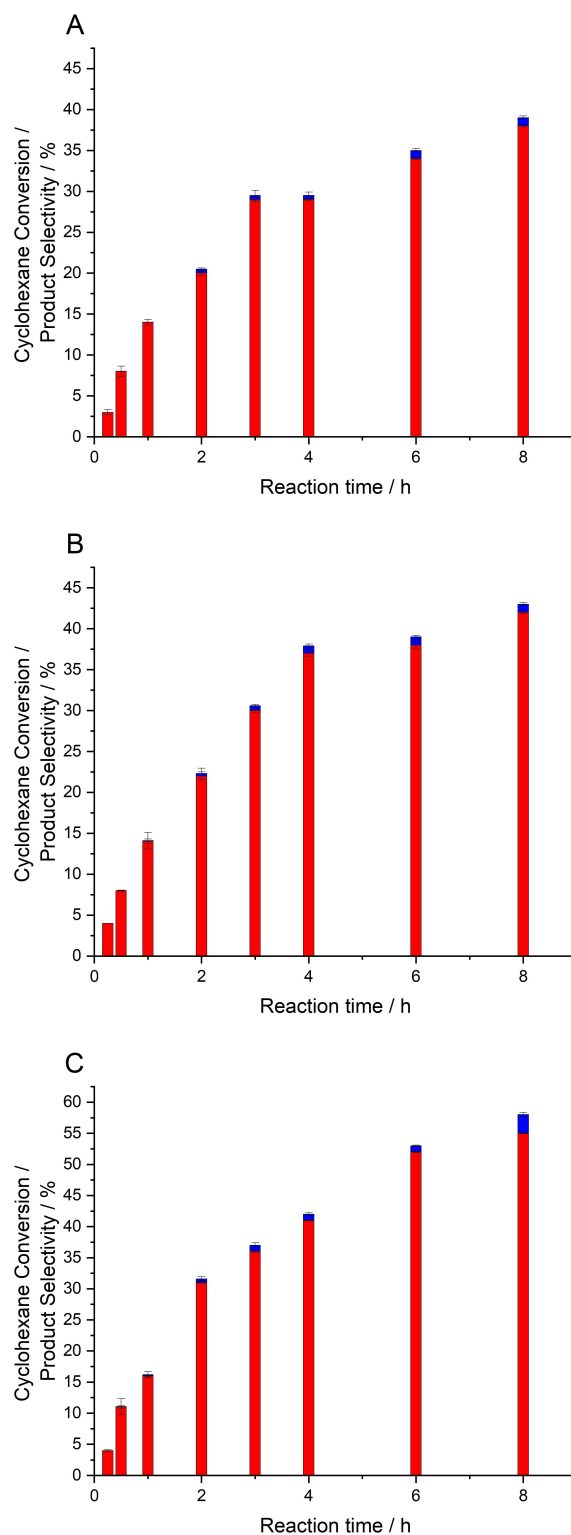 A
45
40
35
30
25
20
15
10
5
0
Cyclohexane Conversion /
Product Selectivity / %
0 2 4 6 8
Reaction time / h
B
45
40
35
30
25
20
15
10
5
0
Cyclohexane Conversion /
Product Selectivity / %
0 2 4 6 8
Reaction time / h
C
60
55
50
45
40
35
30
25
20
15
10
5
0
Cyclohexane Conversion /
Product Selectivity / %
0 2 4 6 8
Reaction time / h